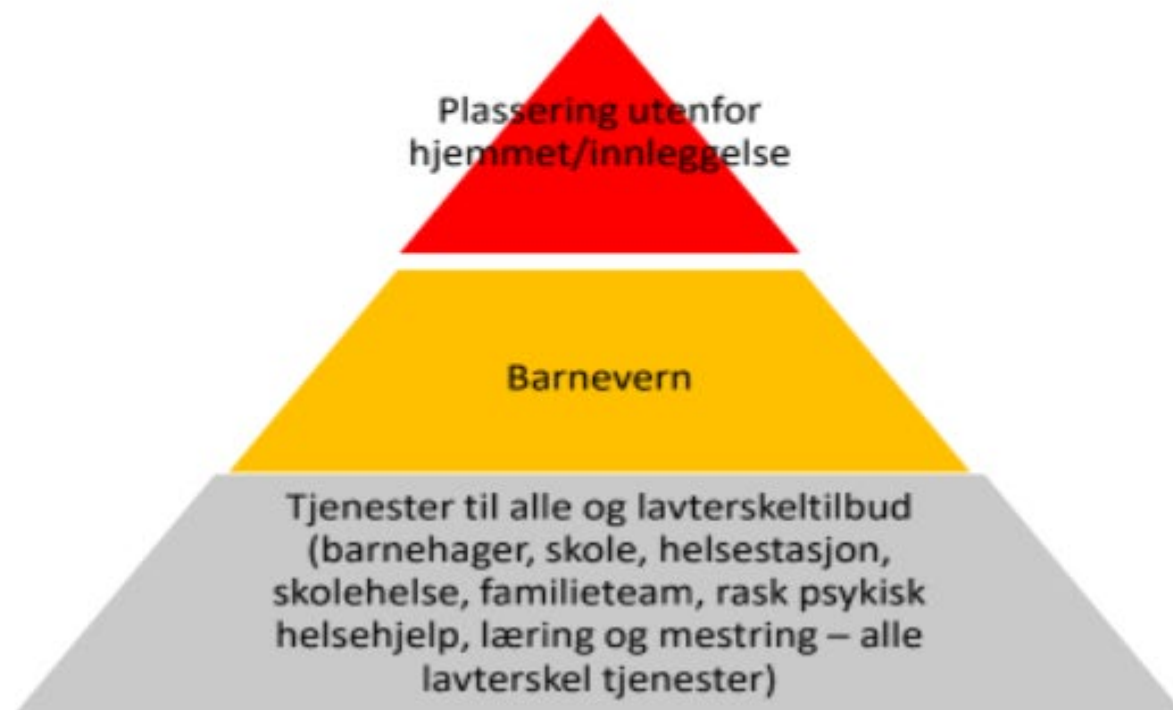 Plassering utenfor
hjemmet/innleggelse
Barnevern
Tjenester til alle og lavterskeltilbud
(barnehager, skole, helsestasjon,
skolehelse, familieteam, rask psykisk
helsehjelp, læring og mestring – alle
lavterskel tjenester)